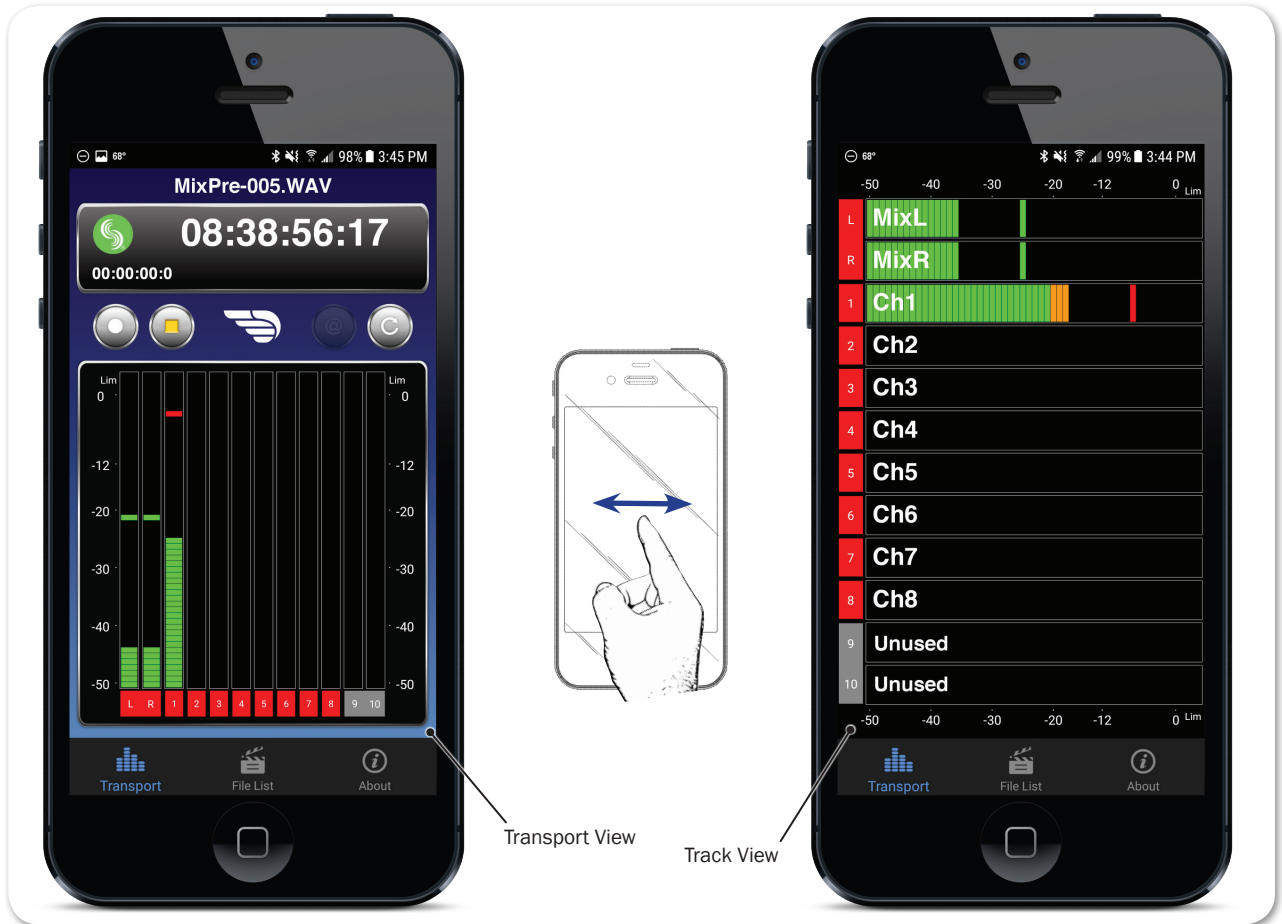 68° 98% 3:45 PM
MixPre-005.WAV
08:38:56:17
00:00:00:0
@
Lim Lim
0 0
-12 -12
-20 -20
-30 -30
-40 -40
-50 -50
L R 1 2 3 4 5 6 7 8 9 10
Transport File List About
Transport View
68° 99% 3:44 PM
-50 -40 -30 -20 -12 0 Lim
L MixL
R MixR
1 Ch1
2 Ch2
3 Ch3
4 Ch4
5 Ch5
6 Ch6
7 Ch7
8 Ch8
9 Unused
10 Unused
-50 -40 -30 -20 -12 0 Lim
Transport File List About
Track View